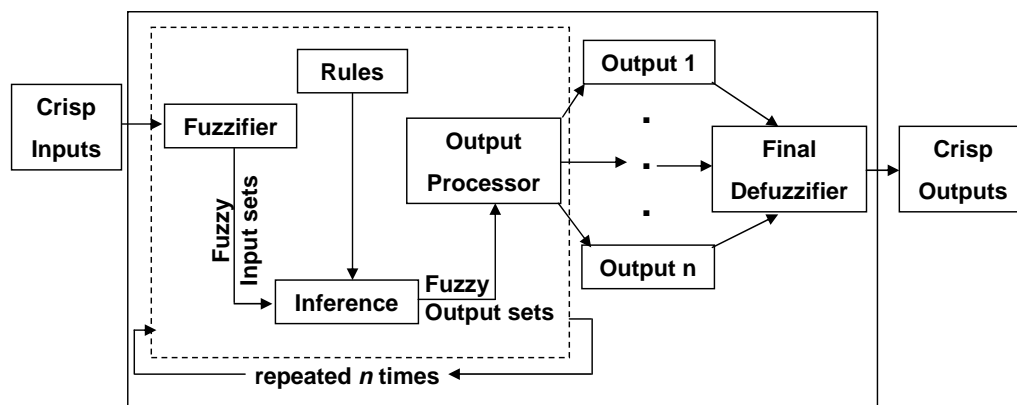 Crisp
Inputs
Fuzzifier
Rules
Fuzzy
Input sets
Inference
Fuzzy
Output sets
Output
Processor
Output 1
Output n
Final
Defuzzifier
Crisp
Outputs
repeated n times